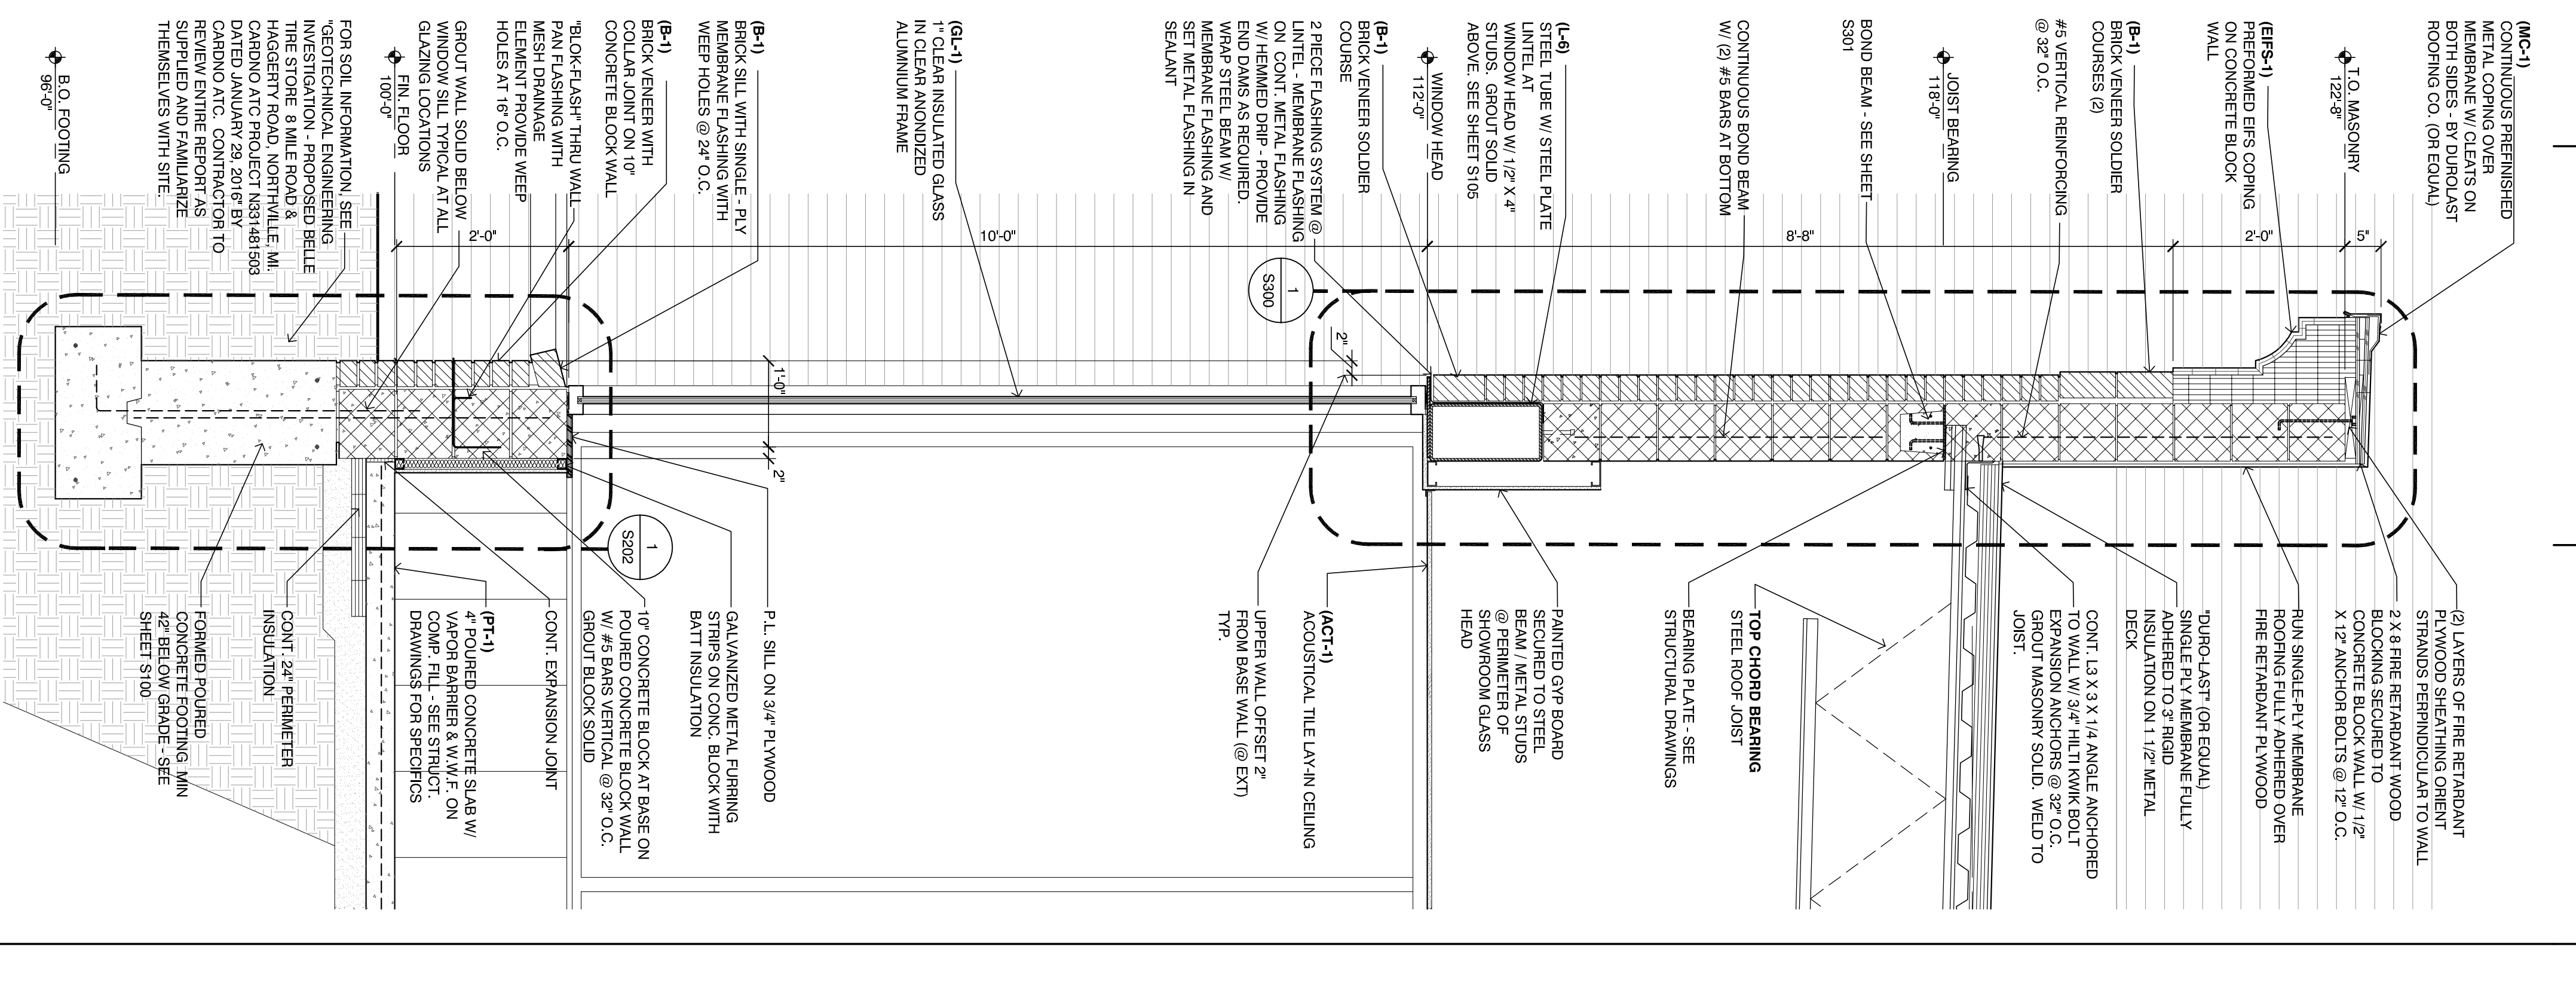 (MC-1)
CONTINUOUS PREFINISHED
METAL COPING OVER
MEMBRANE W/ CLEATS ON
BOTH SIDES - BY DUROLAST
ROOFING CO. (OR EQUAL)
T.O. MASONRY
122'-8"
(EIFS-1)
PREFORMED EIFS COPING
ON CONCRETE BLOCK
WALL
(B-1)
BRICK VENEER SOLDIER
COURSES (2)
JOIST BEARING
118'-0"
#5 VERTICAL REINFORCING
@ 32" O.C.
BOND BEAM - SEE SHEET
S301
CONTINUOUS BOND BEAM
W/ (2) #5 BARS AT BOTTOM
(L-6)
STEEL TUBE W/ STEEL PLATE
LINTEL AT
WINDOW HEAD W/ 1/2" X 4"
STUDS. GROUT SOLID
ABOVE. SEE SHEET S105
WINDOW HEAD
112'-0"
(B-1)
BRICK VENEER SOLDIER
COURSE
2 PIECE FLASHING SYSTEM @
LINTEL - MEMBRANE FLASHING
ON CONT. METAL FLASHING
W/ HEMMED DRIP - PROVIDE
END DAMS AS REQUIRED.
WRAP STEEL BEAM W/
MEMBRANE FLASHING AND
SET METAL FLASHING IN
SEALANT
(GL-1)
1" CLEAR INSULATED GLASS
IN CLEAR ANONDIZED
ALUMNIUM FRAME
(B-1)
BRICK SILL WITH SINGLE - PLY
MEMBRANE FLASHING WITH
WEEP HOLES @ 24" O.C.
(B-1)
BRICK VENEER WITH
COLLAR JOINT ON 10"
CONCRETE BLOCK WALL
"BLOK-FLASH" THRU WALL
PAN FLASHING WITH
MESH DRAINAGE
ELEMENT PROVIDE WEEP
HOLES AT 16" O.C.
GROUT WALL SOLID BELOW
WINDOW SILL TYPICAL AT ALL
GLAZING LOCATIONS
FIN. FLOOR
100'-0"
FOR SOIL INFORMATION, SEE
"GEOTECHNICAL ENGINEERING
INVESTIGATION - PROPOSED BELLE
TIRE STORE 8 MILE ROAD &
HAGGERTY ROAD, NORTHVILLE, MI.
CARDNO ATC PROJECT N331481503
DATED JANUARY 29, 2016" BY
CARDNO ATC. CONTRACTOR TO
REVIEW ENTIRE REPORT AS
SUPPLIED AND FAMILIARIZE
THEMSELVES WITH SITE.
B.O. FOOTING
96'-0"
5"
2'-0"
8'-8"
10'-0"
2'-0"
1
S300
2"
1'-0"
2"
1
S202
(2) LAYERS OF FIRE RETARDANT
PLYWOOD SHEATHING ORIENT
STRANDS PERPINDICULAR TO WALL
2 X 8 FIRE RETARDANT WOOD
BLOCKING SECURED TO
CONCRETE BLOCK WALL W/ 1/2"
X 12" ANCHOR BOLTS @ 12" O.C.
RUN SINGLE-PLY MEMBRANE
ROOFING FULLY ADHERED OVER
FIRE RETARDANT PLYWOOD
"DURO-LAST" (OR EQUAL)
SINGLE PLY MEMBRANE FULLY
ADHERED TO 3" RIGID
INSULATION ON 1 1/2" METAL
DECK
CONT. L3 X 3 X 1/4 ANGLE ANCHORED
TO WALL W/ 3/4" HILTI KWIK BOLT
EXPANSION ANCHORS @ 32" O.C.
GROUT MASONRY SOLID. WELD TO
JOIST.
TOP CHORD BEARING
STEEL ROOF JOIST
BEARING PLATE - SEE
STRUCTURAL DRAWINGS
PAINTED GYP BOARD
SECURED TO STEEL
BEAM / METAL STUDS
@ PERIMETER OF
SHOWROOM GLASS
HEAD
(ACT-1)
ACOUSTICAL TILE LAY-IN CEILING
UPPER WALL OFFSET 2"
FROM BASE WALL (@ EXT)
TYP.
P.L. SILL ON 3/4" PLYWOOD
GALVANIZED METAL FURRING
STRIPS ON CONC. BLOCK WITH
BATT INSULATION
10" CONCRETE BLOCK AT BASE ON
POURED CONCRETE BLOCK WALL
W/ #5 BARS VERTICAL @ 32" O.C.
GROUT BLOCK SOLID
CONT. EXPANSION JOINT
(PT-1)
4" POURED CONCRETE SLAB W/
VAPOR BARRIER & W.W.F. ON
COMP. FILL - SEE STRUCT.
DRAWINGS FOR SPECIFICS
CONT. 24" PERIMETER
INSULATION
FORMED POURED
CONCRETE FOOTING MIN
42" BELOW GRADE - SEE
SHEET S100